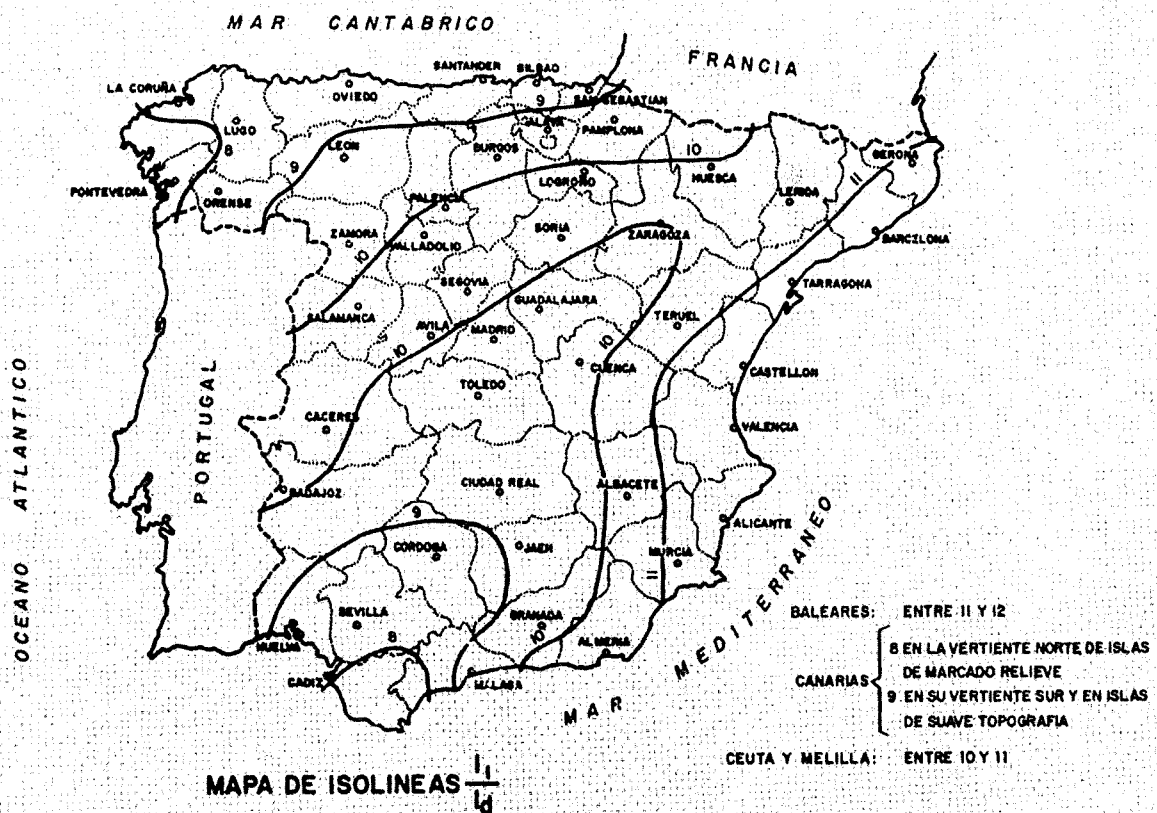 MAR CANTABRICO
FRANCIA
SANTANDER
BILBAO
LA CORUÑA
OVIEDO
SAN SEBASTIAN
9
LUGO
ALAVA
PAMPLONA
8
9
LEON
BURGOS
10
GERONA
PONTEVEDRA
ORENSE
LOGROÑO
HUESCA
11
PALENCIA
LERIDA
ZAMORA
VALLADOLID
SORIA
ZARAGOZA
BARCELONA
10
SEGOVIA
TARRAGONA
SALAMANCA
GUADALAJARA
AVILA
MADRID
TERUEL
10
10
CUENCA
CASTELLON
TOLEDO
OCEANO ATLANTICO
PORTUGAL
CACERES
VALENCIA
BADAJOZ
CIUDAD REAL
ALBACETE
9
ALICANTE
CORDOBA
JAEN
MURCIA
11
SEVILLA
GRANADA
HUELVA
8
10
ALMERIA
CADIZ
MALAGA
MAR MEDITERRANEO
BALEARES: ENTRE 11 Y 12
CANARIAS
8 EN LA VERTIENTE NORTE DE ISLAS
DE MARCADO RELIEVE
9 EN SU VERTIENTE SUR Y EN ISLAS
DE SUAVE TOPOGRAFIA
CEUTA Y MELILLA: ENTRE 10 Y 11
MAPA DE ISOLINEAS I1/Id